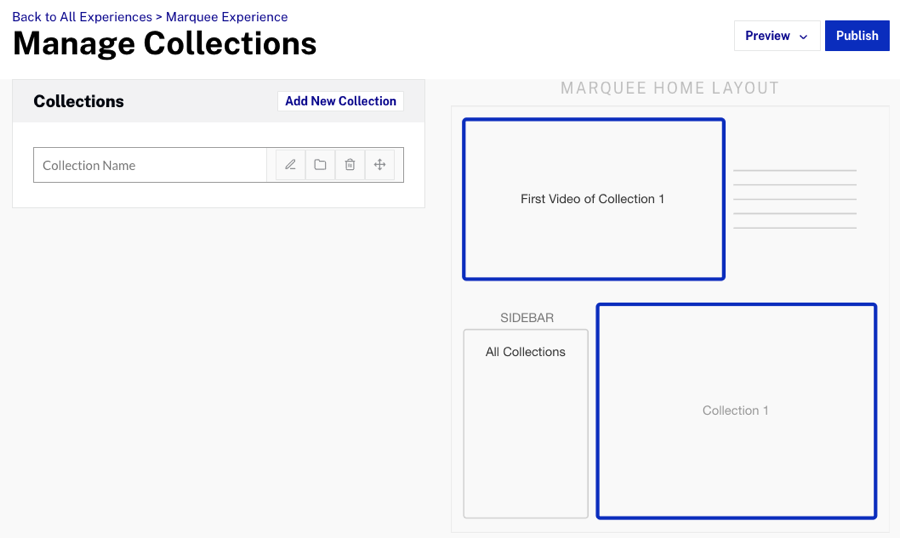 Back to All Experiences > Marquee Experience
Manage Collections
Preview
Publish
Collections
Add New Collection
Collection Name
MARQUEE HOME LAYOUT
First Video of Collection 1
SIDEBAR
All Collections
Collection 1